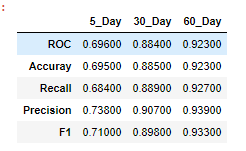 :
5_Day 30_Day 60_Day
ROC 0.69600 0.88400 0.92300
Accuray 0.69500 0.88500 0.92300
Recall 0.68400 0.88900 0.92700
Precision 0.73800 0.90700 0.93900
F1 0.71000 0.89800 0.93300